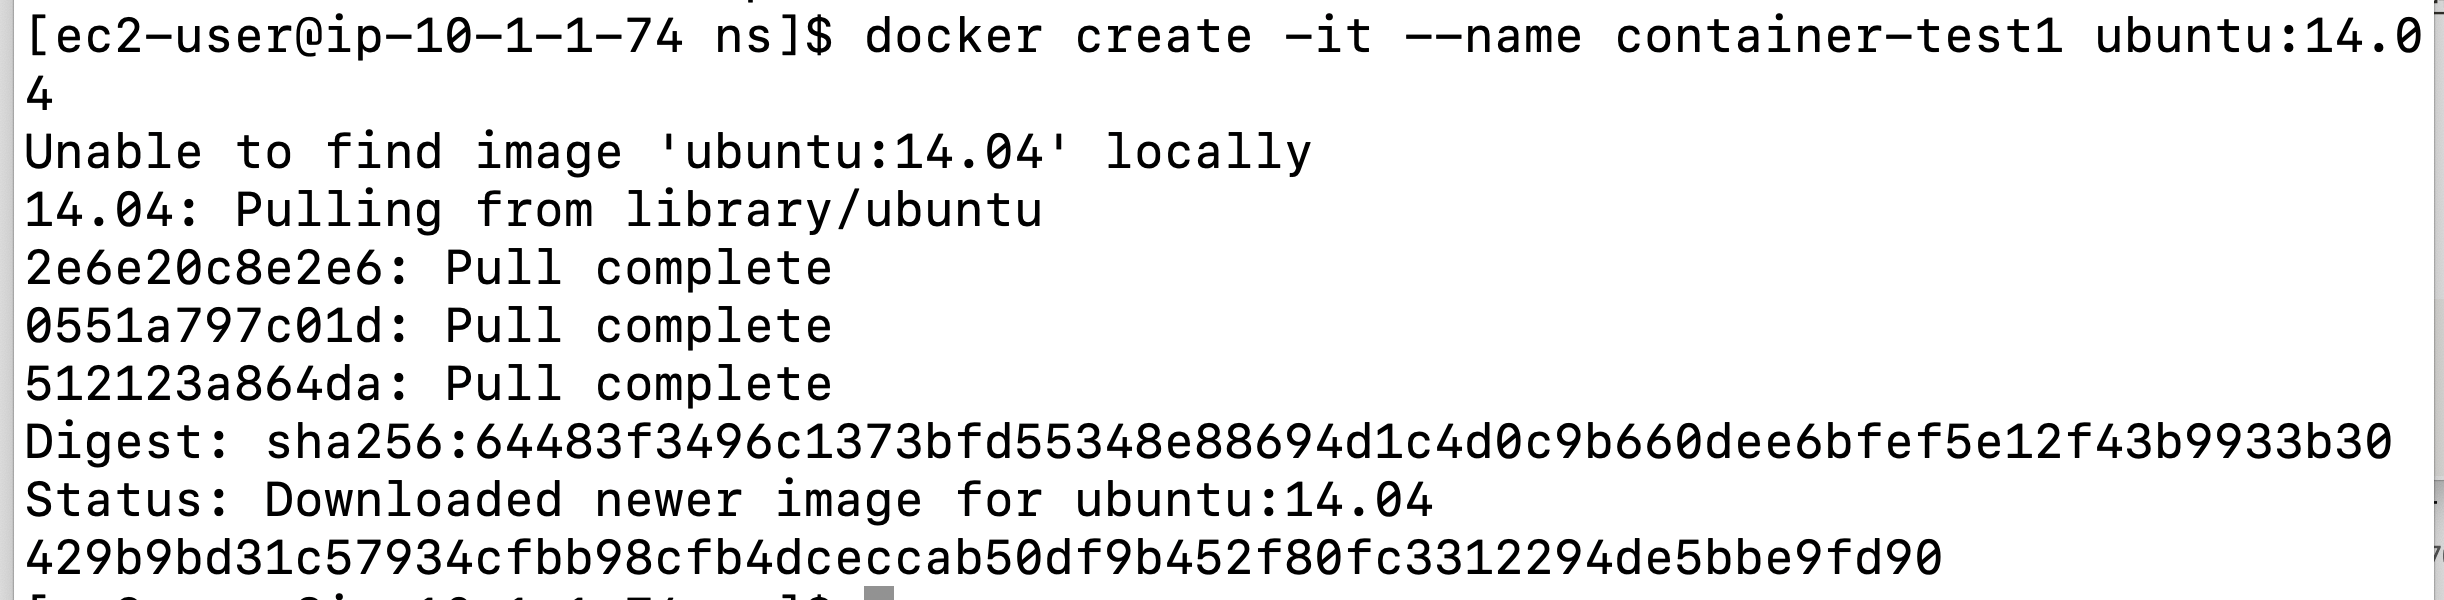 [ec2-user@ip-10-1-1-74 ns]$ docker create -it --name container-test1 ubuntu:14.0
4
Unable to find image 'ubuntu:14.04' locally
14.04: Pulling from library/ubuntu
2e6e20c8e2e6: Pull complete
0551a797c01d: Pull complete
512123a864da: Pull complete
Digest: sha256:64483f3496c1373bfd55348e88694d1c4d0c9b660dee6bfef5e12f43b9933b30
Status: Downloaded newer image for ubuntu:14.04
429b9bd31c57934cfbb98cfb4dceccab50df9b452f80fc3312294de5bbe9fd90